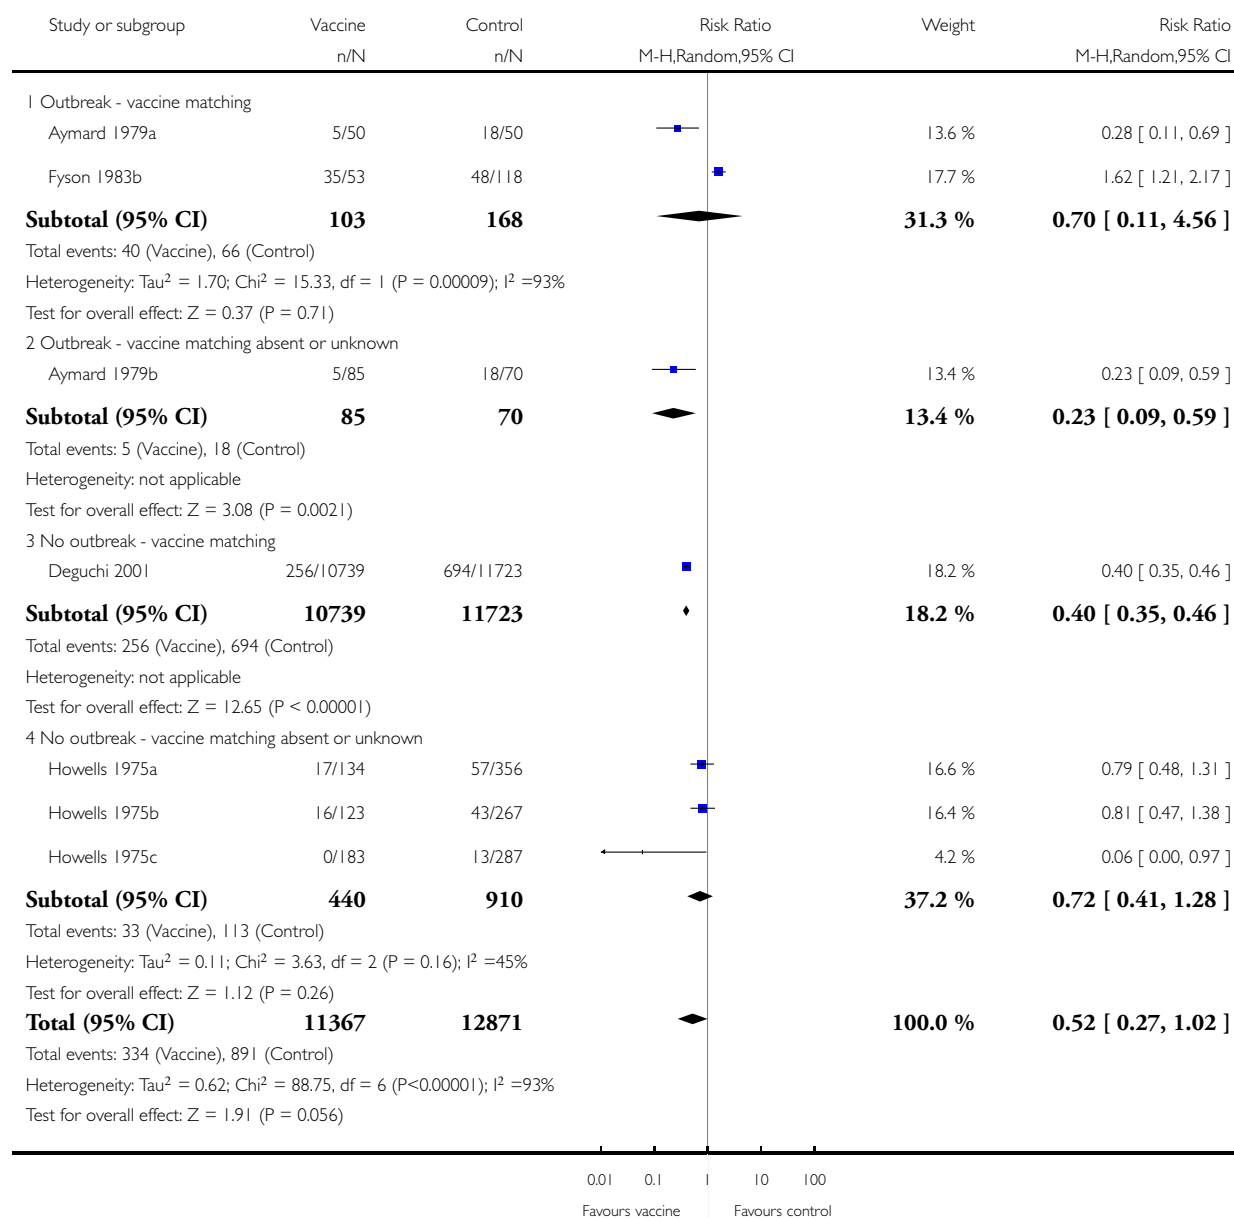 Study or subgroup Vaccine Control Risk Ratio Weight Risk Ratio
n/N n/N M-H,Random,95% CI M-H,Random,95% CI
1 Outbreak - vaccine matching
Aymard 1979a 5/50 18/50 13.6 % 0.28 [ 0.11, 0.69 ]
Fyson 1983b 35/53 48/118 17.7 % 1.62 [ 1.21, 2.17 ]
Subtotal (95% CI) 103 168 31.3 % 0.70 [ 0.11, 4.56 ]
Total events: 40 (Vaccine), 66 (Control)
Heterogeneity: Tau² = 1.70; Chi² = 15.33, df = 1 (P = 0.00009); I² =93%
Test for overall effect: Z = 0.37 (P = 0.71)
2 Outbreak - vaccine matching absent or unknown
Aymard 1979b 5/85 18/70 13.4 % 0.23 [ 0.09, 0.59 ]
Subtotal (95% CI) 85 70 13.4 % 0.23 [ 0.09, 0.59 ]
Total events: 5 (Vaccine), 18 (Control)
Heterogeneity: not applicable
Test for overall effect: Z = 3.08 (P = 0.0021)
3 No outbreak - vaccine matching
Deguchi 2001 256/10739 694/11723 18.2 % 0.40 [ 0.35, 0.46 ]
Subtotal (95% CI) 10739 11723 18.2 % 0.40 [ 0.35, 0.46 ]
Total events: 256 (Vaccine), 694 (Control)
Heterogeneity: not applicable
Test for overall effect: Z = 12.65 (P < 0.00001)
4 No outbreak - vaccine matching absent or unknown
Howells 1975a 17/134 57/356 16.6 % 0.79 [ 0.48, 1.31 ]
Howells 1975b 16/123 43/267 16.4 % 0.81 [ 0.47, 1.38 ]
Howells 1975c 0/183 13/287 4.2 % 0.06 [ 0.00, 0.97 ]
Subtotal (95% CI) 440 910 37.2 % 0.72 [ 0.41, 1.28 ]
Total events: 33 (Vaccine), 113 (Control)
Heterogeneity: Tau² = 0.11; Chi² = 3.63, df = 2 (P = 0.16); I² =45%
Test for overall effect: Z = 1.12 (P = 0.26)
Total (95% CI) 11367 12871 100.0 % 0.52 [ 0.27, 1.02 ]
Total events: 334 (Vaccine), 891 (Control)
Heterogeneity: Tau² = 0.62; Chi² = 88.75, df = 6 (P<0.00001); I² =93%
Test for overall effect: Z = 1.91 (P = 0.056)
0.01 0.1 1 10 100
Favours vaccine Favours control